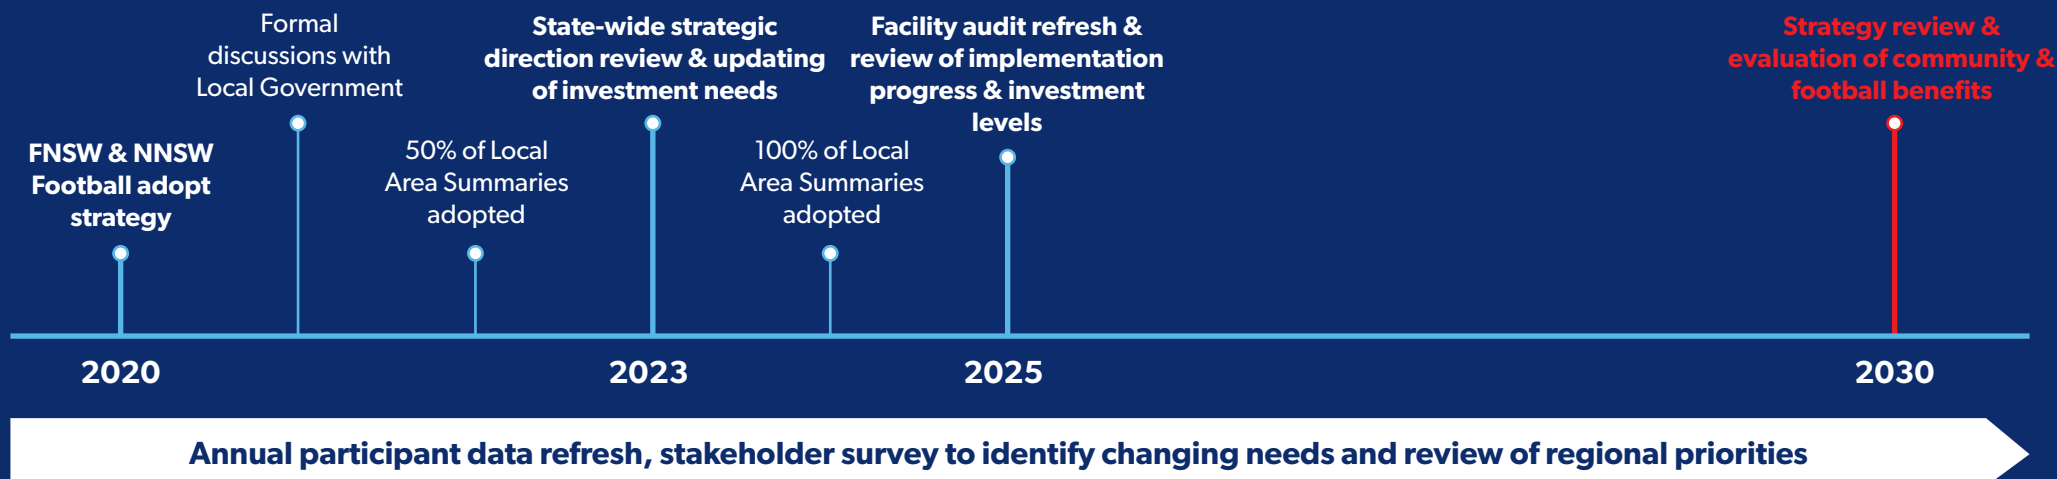 FNSW & NNSW
Football adopt
strategy
Formal
discussions with
Local Government
50% of Local
Area Summaries
adopted
State-wide strategic
direction review & updating
of investment needs
100% of Local
Area Summaries
adopted
Facility audit refresh &
review of implementation
progress & investment
levels
Strategy review &
evaluation of community &
football benefits
2020
2023
2025
2030
Annual participant data refresh, stakeholder survey to identify changing needs and review of regional priorities